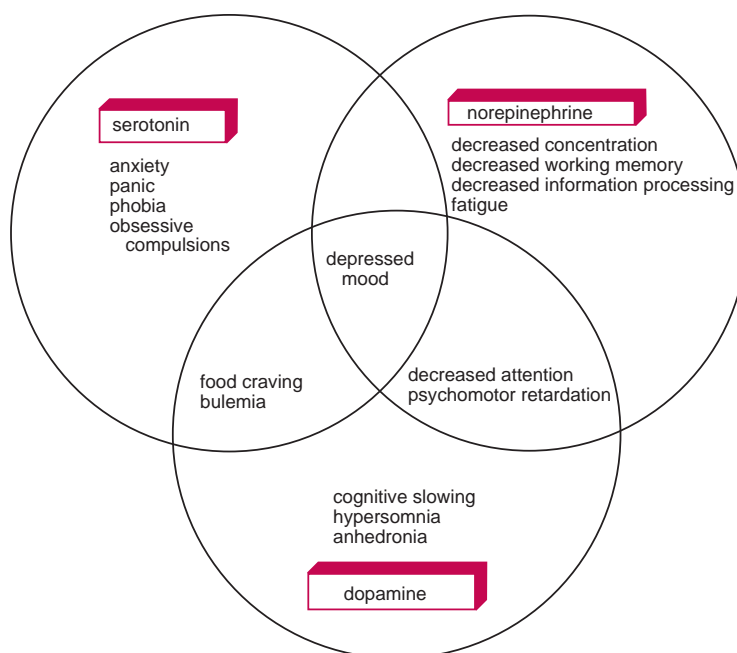 serotonin
anxiety
panic
phobia
obsessive
compulsions
norepinephrine
decreased concentration
decreased working memory
decreased information processing
fatigue
depressed
mood
food craving
bulemia
decreased attention
psychomotor retardation
cognitive slowing
hypersomnia
anhedronia
dopamine